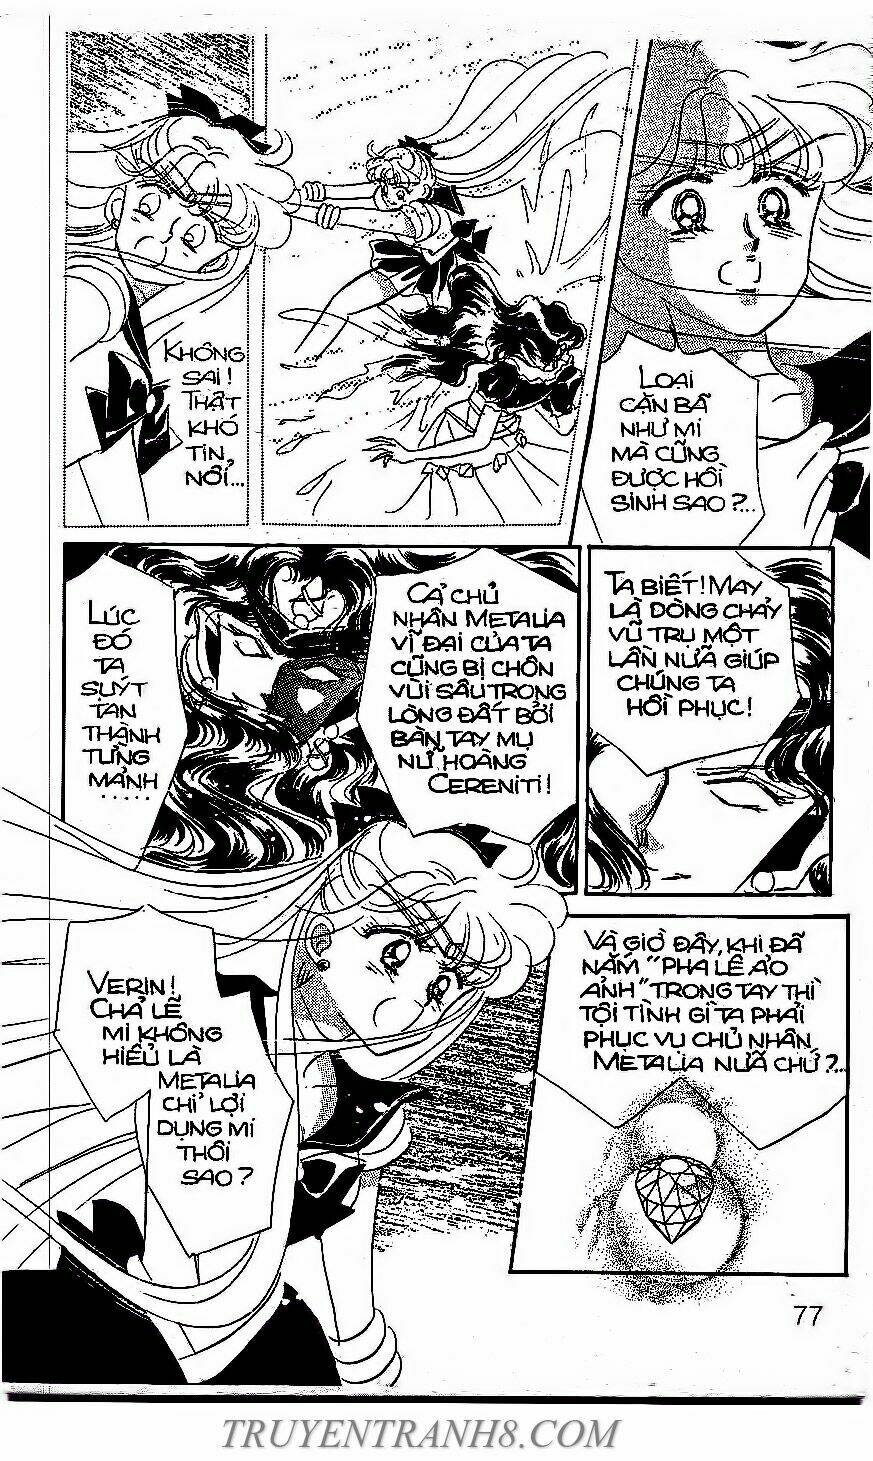 KHÔNG
SAI!
THẬT
KHÓ
TIN
NỔI...
LOẠI
CẶN BÃ
NHƯ MI
MÀ CŨNG
ĐƯỢC HỒI
SINH SAO?...
LÚC
ĐÓ
TA
SUÝT
TAN
THÀNH
TỪNG
MẢNH
.....
CẢ CHỦ
NHÂN METALIA
VĨ ĐẠI CỦA TA
CŨNG BỊ CHÔN
VÙI SÂU TRONG
LÒNG ĐẤT BỞI
BÀN TAY MỤ
NỮ HOÀNG
CERENITI!
TA BIẾT! MAY
LÀ DÒNG CHẢY
VŨ TRỤ MỘT
LẦN NỮA GIÚP
CHÚNG TA
HỒI PHỤC!
VERIN!
CHẢ LẼ
MI KHÔNG
HIỂU LÀ
METALIA
CHỈ LỢI
DỤNG MI
THÔI
SAO?
VÀ GIỜ ĐÂY, KHI ĐÃ
NẮM "PHA LÊ ẢO
ẢNH" TRONG TAY THÌ
TỘI TÌNH GÌ TA PHẢI
PHỤC VỤ CHỦ NHÂN
METALIA NỮA CHỨ?...
77
TRUYENTRANH8.COM